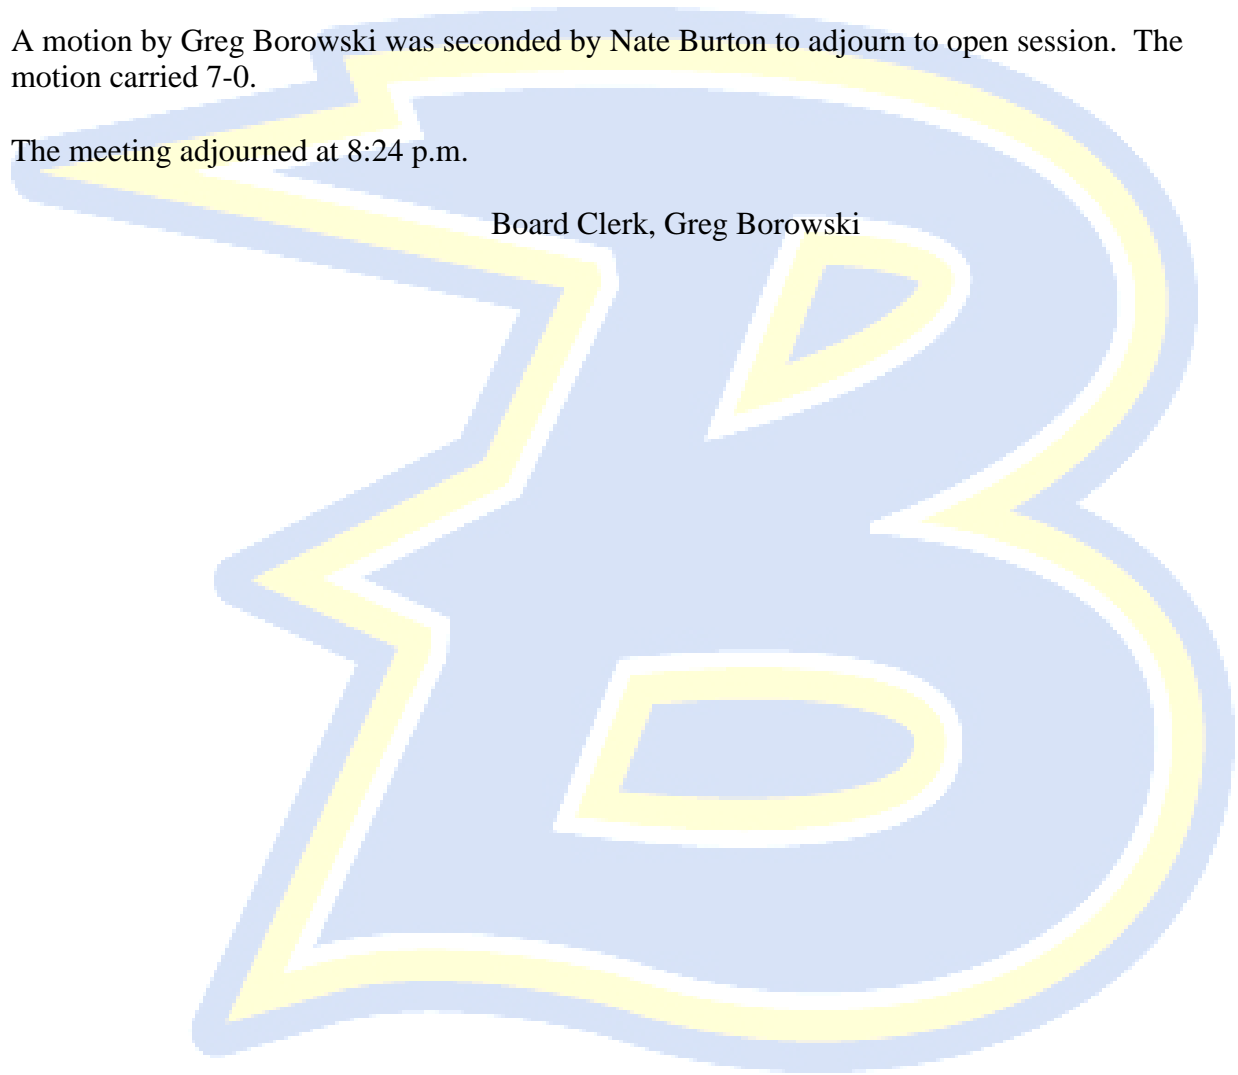 A motion by Greg Borowski was seconded by Nate Burton to adjourn to open session.  The
motion carried 7-0.
The meeting adjourned at 8:24 p.m.
Board Clerk, Greg Borowski
B